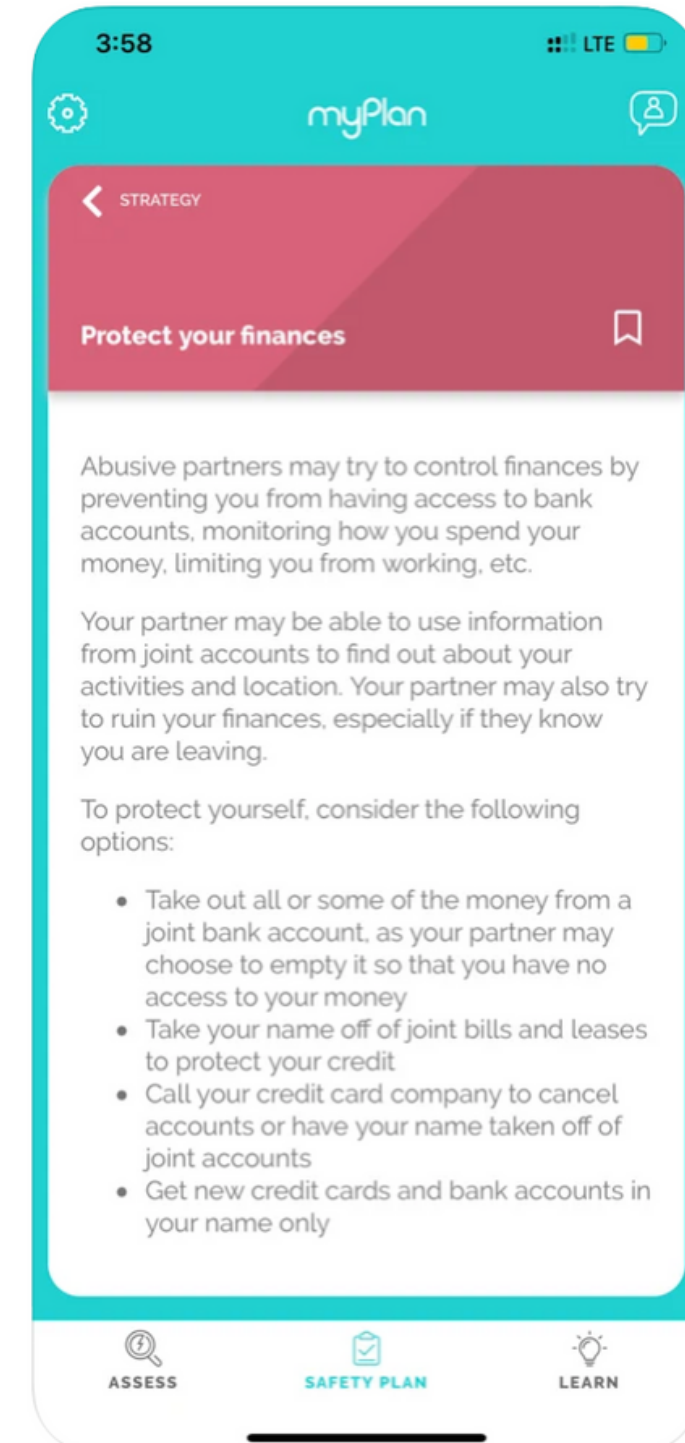 3:58
LTE
myPlan
STRATEGY
Protect your finances
Abusive partners may try to control finances by
preventing you from having access to bank
accounts, monitoring how you spend your
money, limiting you from working, etc.
Your partner may be able to use information
from joint accounts to find out about your
activities and location. Your partner may also try
to ruin your finances, especially if they know
you are leaving.
To protect yourself, consider the following
options:
• Take out all or some of the money from a
joint bank account, as your partner may
choose to empty it so that you have no
access to your money
• Take your name off of joint bills and leases
to protect your credit
• Call your credit card company to cancel
accounts or have your name taken off of
joint accounts
• Get new credit cards and bank accounts in
your name only
ASSESS
SAFETY PLAN
LEARN